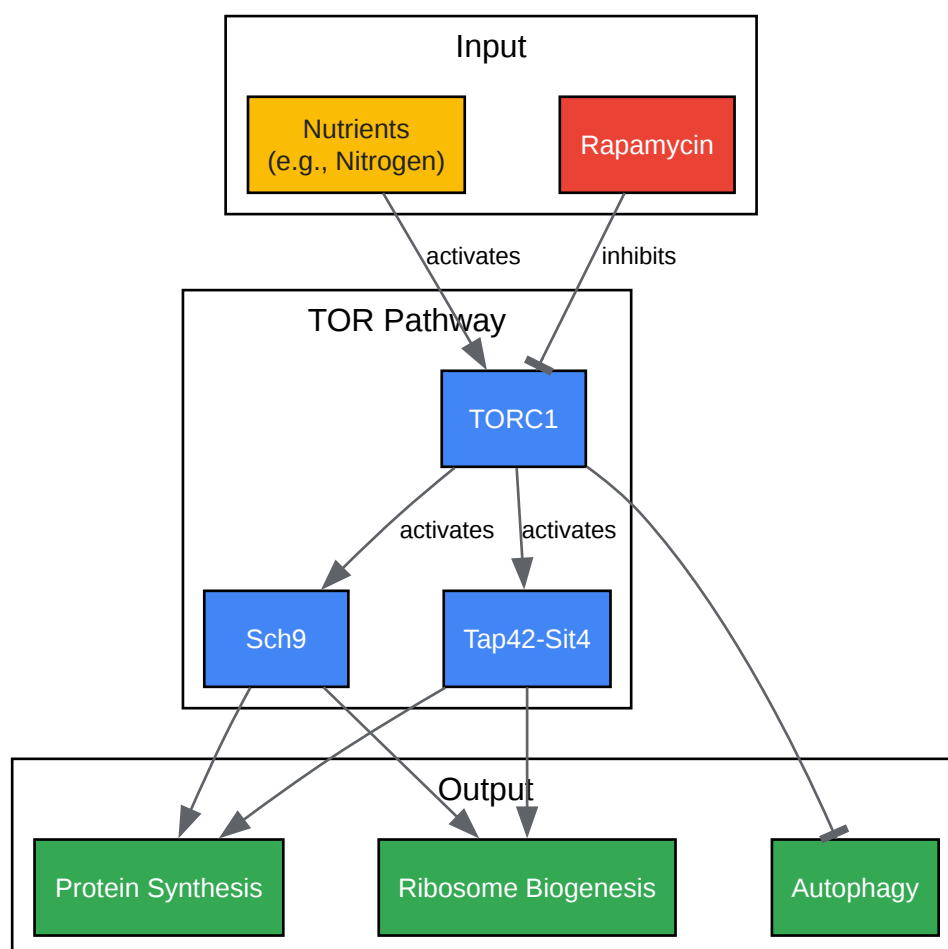 Input
Nutrients
(e.g., Nitrogen)
Rapamycin
activates
inhibits
TOR Pathway
TORC1
activates
activates
Sch9
Tap42-Sit4
Output
Protein Synthesis
Ribosome Biogenesis
Autophagy